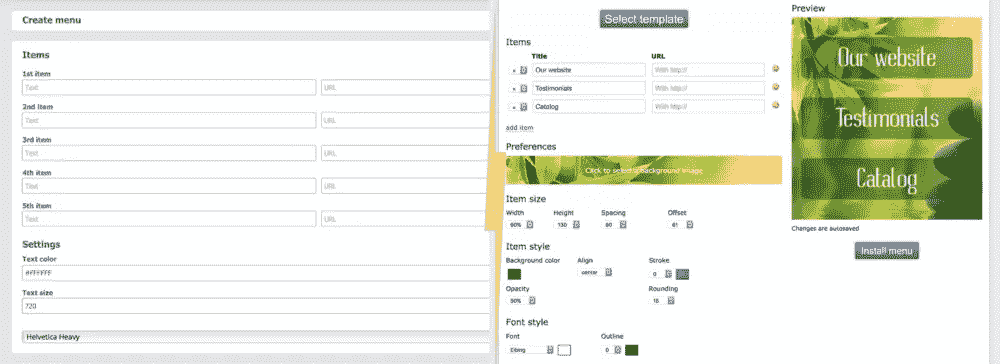 Create menu
Items
1st item
Text URL
2nd item
Text URL
3rd item
Text URL
4th item
Text URL
5th item
Text URL
Settings
Text color
#FFFFFF
Text size
720
Helvetica Heavy
Select template
Items
Title URL
× Our website With http://
× Testimonials With http://
× Catalog With http://
add item
Preferences
Click to select a background image
Item size
Width Height Spacing Offset
90% 130 60 61
Item style
Background color Align Stroke
center 0
Opacity Rounding
50% 15
Font style
Font Outline
0
Preview
Our website
Testimonials
Catalog
Changes are autosaved
Install menu